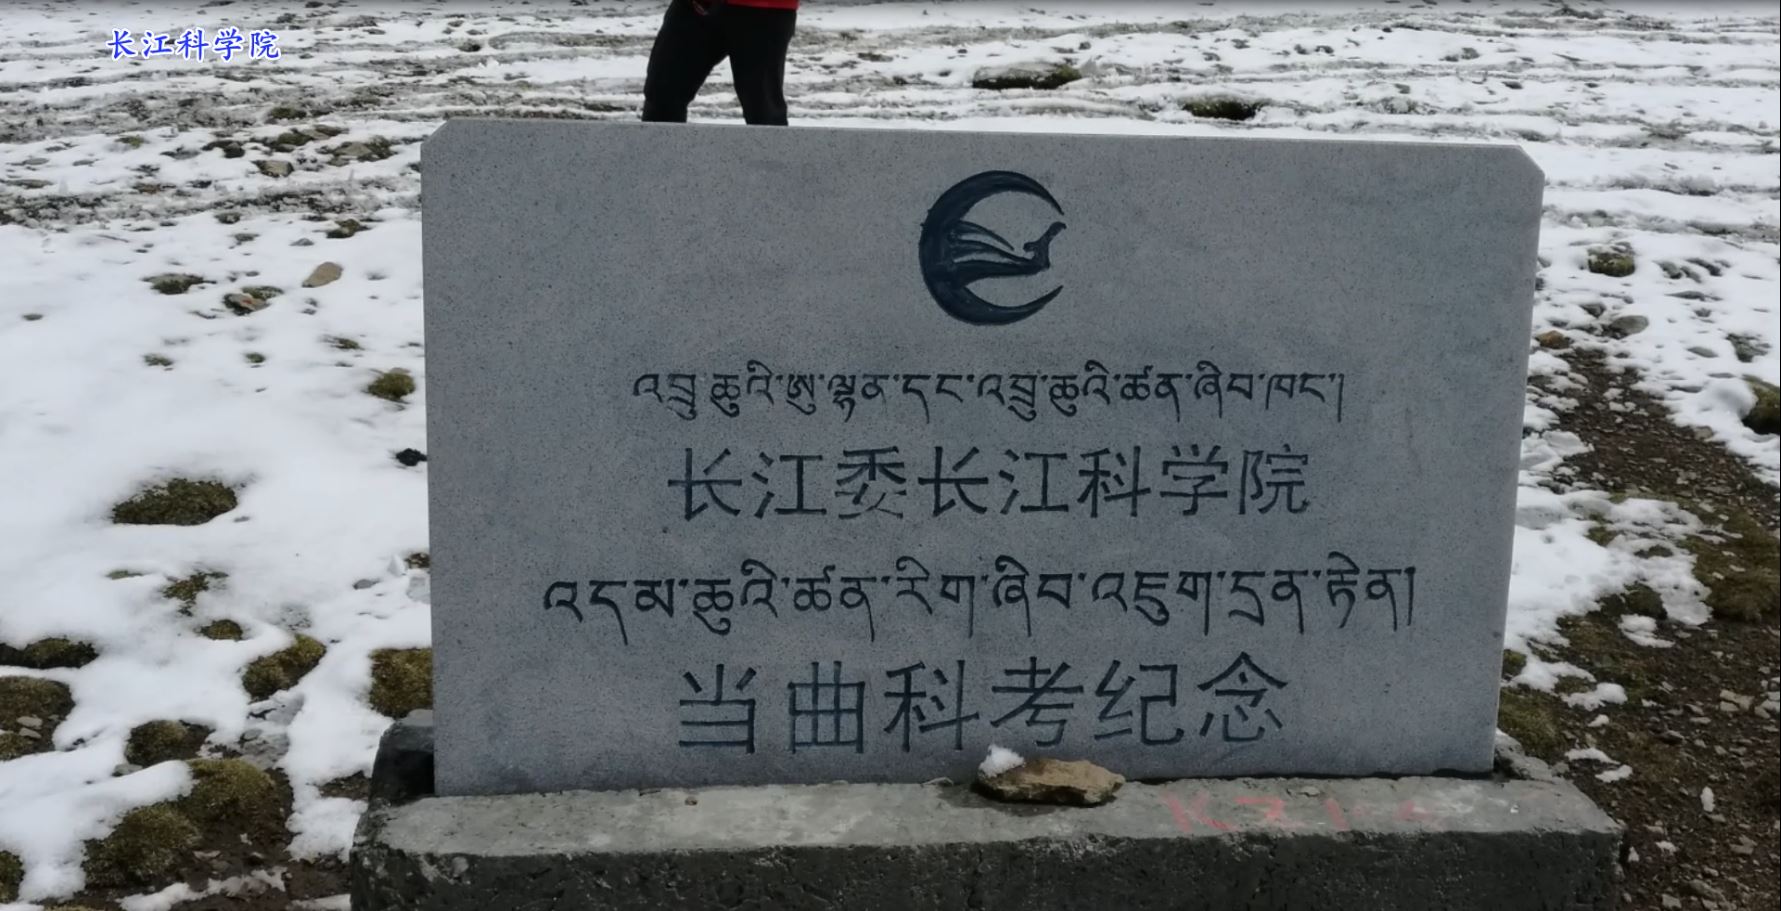 长江科学院
འབྲུ་ཆུའི་ཨུ་ལྷན་དང་འབྲུ་ཆུའི་ཚན་ཞིབ་ཁང་།
长江委长江科学院
འདམ་ཆུའི་ཚན་རིག་ཞིབ་འཇུག་དྲན་རྟེན།
当曲科考纪念